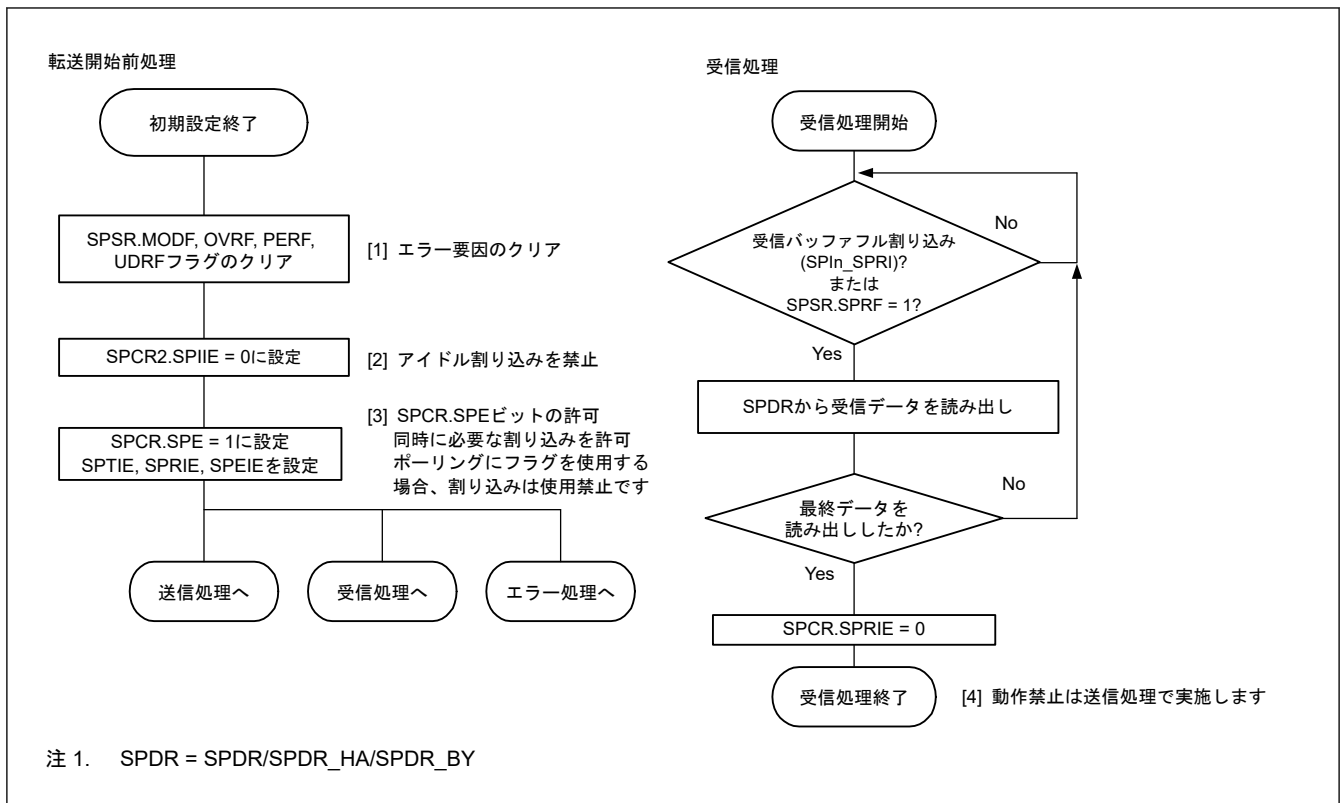 転送開始前処理
初期設定終了
SPSR.MODF, OVRF, PERF,
UDRFフラグのクリア
[1] エラー要因のクリア
SPCR2.SPIIE = 0に設定
[2] アイドル割り込みを禁止
SPCR.SPE = 1に設定
SPTIE, SPRIE, SPEIEを設定
[3] SPCR.SPEビットの許可
同時に必要な割り込みを許可
ポーリングにフラグを使用する
場合、割り込みは使用禁止です
送信処理へ
受信処理へ
エラー処理へ
受信処理
受信処理開始
受信バッファフル割り込み
(SPIn_SPRI)?
または
SPSR.SPRF = 1?
No
Yes
SPDRから受信データを読み出し
最終データを
読み出ししたか?
No
Yes
SPCR.SPRIE = 0
受信処理終了
[4] 動作禁止は送信処理で実施します
注 1. SPDR = SPDR/SPDR_HA/SPDR_BY